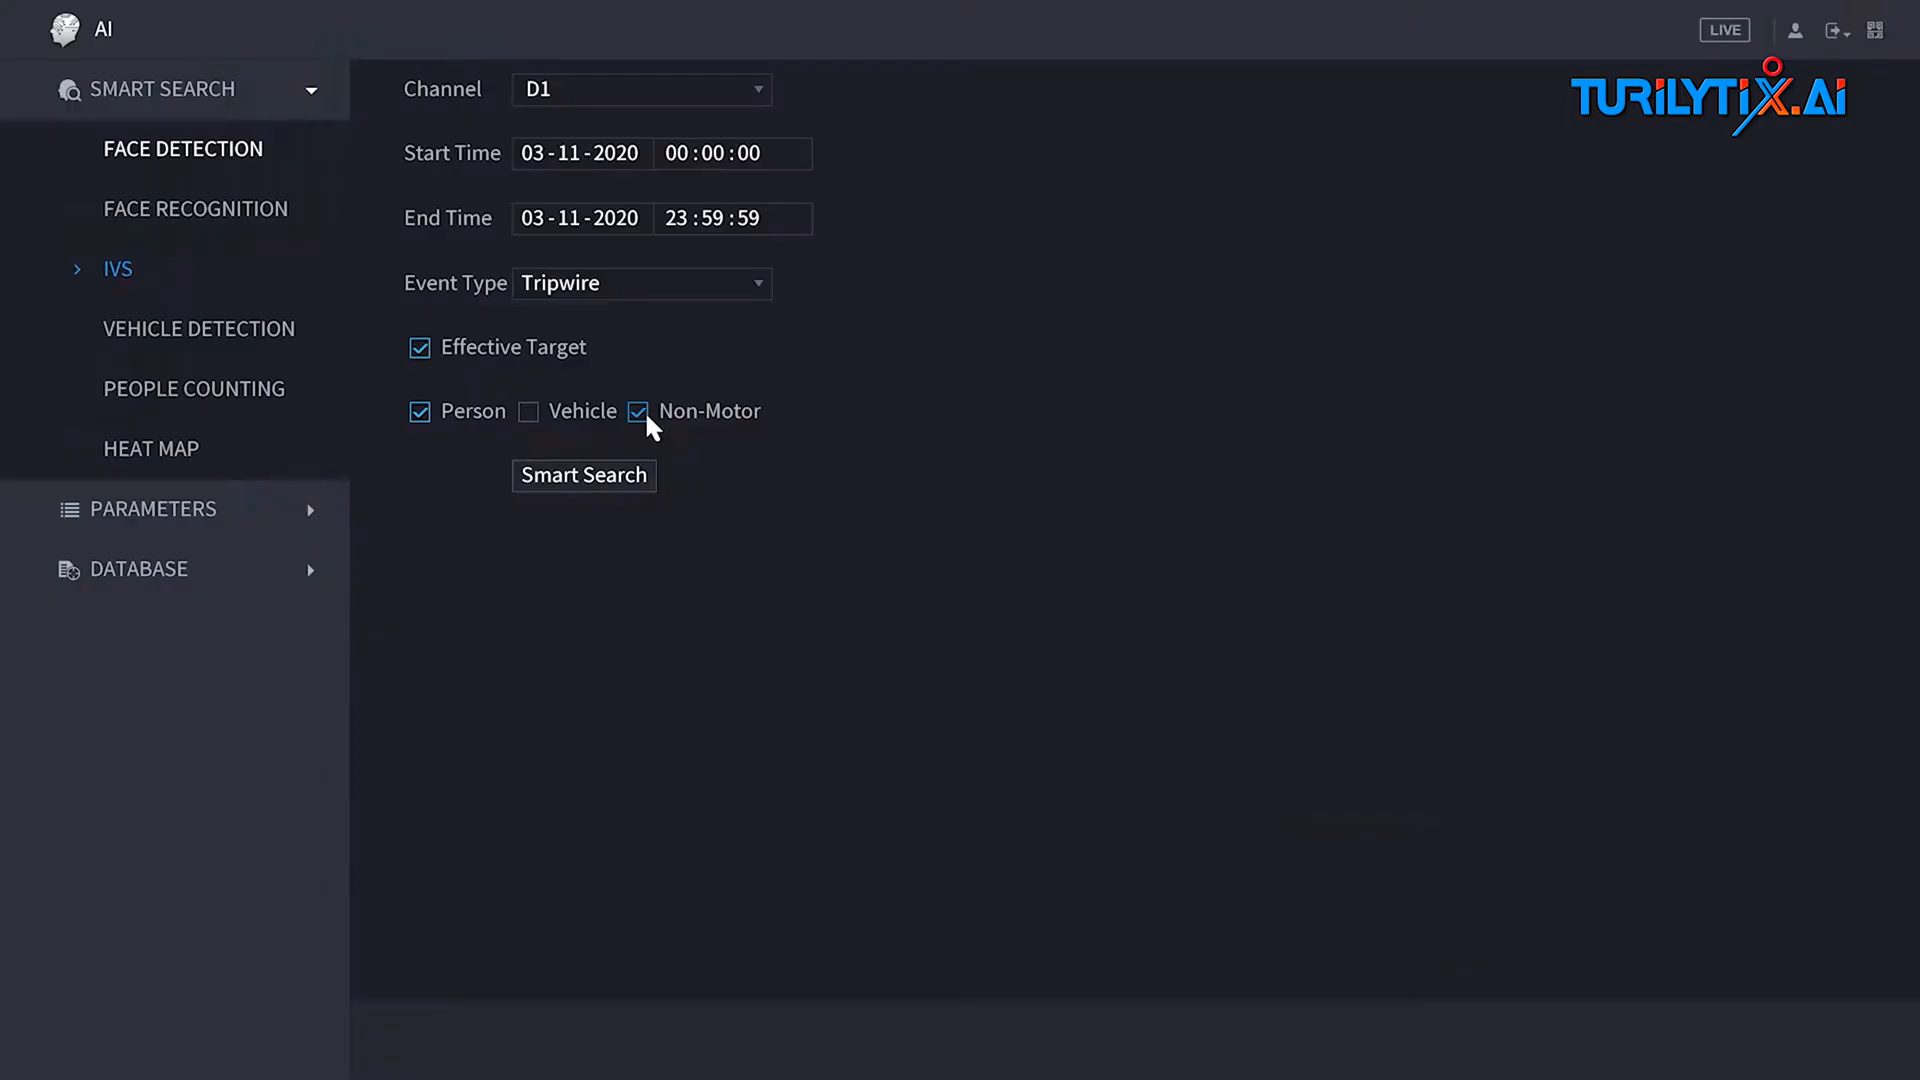 AI
LIVE
SMART SEARCH
FACE DETECTION
FACE RECOGNITION
IVS
VEHICLE DETECTION
PEOPLE COUNTING
HEAT MAP
PARAMETERS
DATABASE
TURiLYTiX.Ai
Channel D1
Start Time 03-11-2020 00:00:00
End Time 03-11-2020 23:59:59
Event Type Tripwire
Effective Target
Person Vehicle Non-Motor
Smart Search